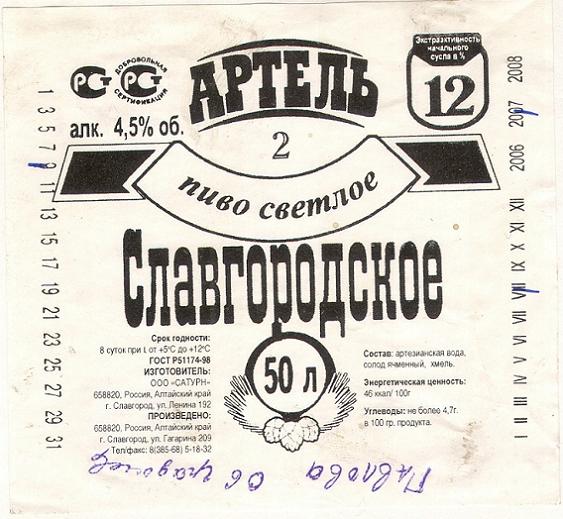 Экстрактивность
начального
сусла в %
12
АРТЕЛЬ
РСТ
ДОБРОВОЛЬНАЯ
РСТ
СЕРТИФИКАЦИЯ
алк. 4,5% об.
2
пиво светлое
Славгородское
50 л
Срок годности:
8 суток при t от +5°С до +12°С
ГОСТ Р51174-98
ИЗГОТОВИТЕЛЬ:
ООО «САТУРН»
658820, Россия, Алтайский край
г. Славгород, ул.Ленина 192
ПРОИЗВЕДЕНО:
658820, Россия, Алтайский край
г. Славгород, ул. Гагарина 209
Тел/факс: 8(385-68) 5-18-32
Состав: артезианская вода,
солод ячменный, хмель.
Энергетическая ценность:
46 ккал/ 100г
Углеводы: не более 4,7г.
в 100 гр. продукта.
1 3 5 7 9 11 13 15 17 19 21 23 25 27 29 31
I II III IV V VI VII VIII IX X XI XII 2006 2007 2008
Павлова